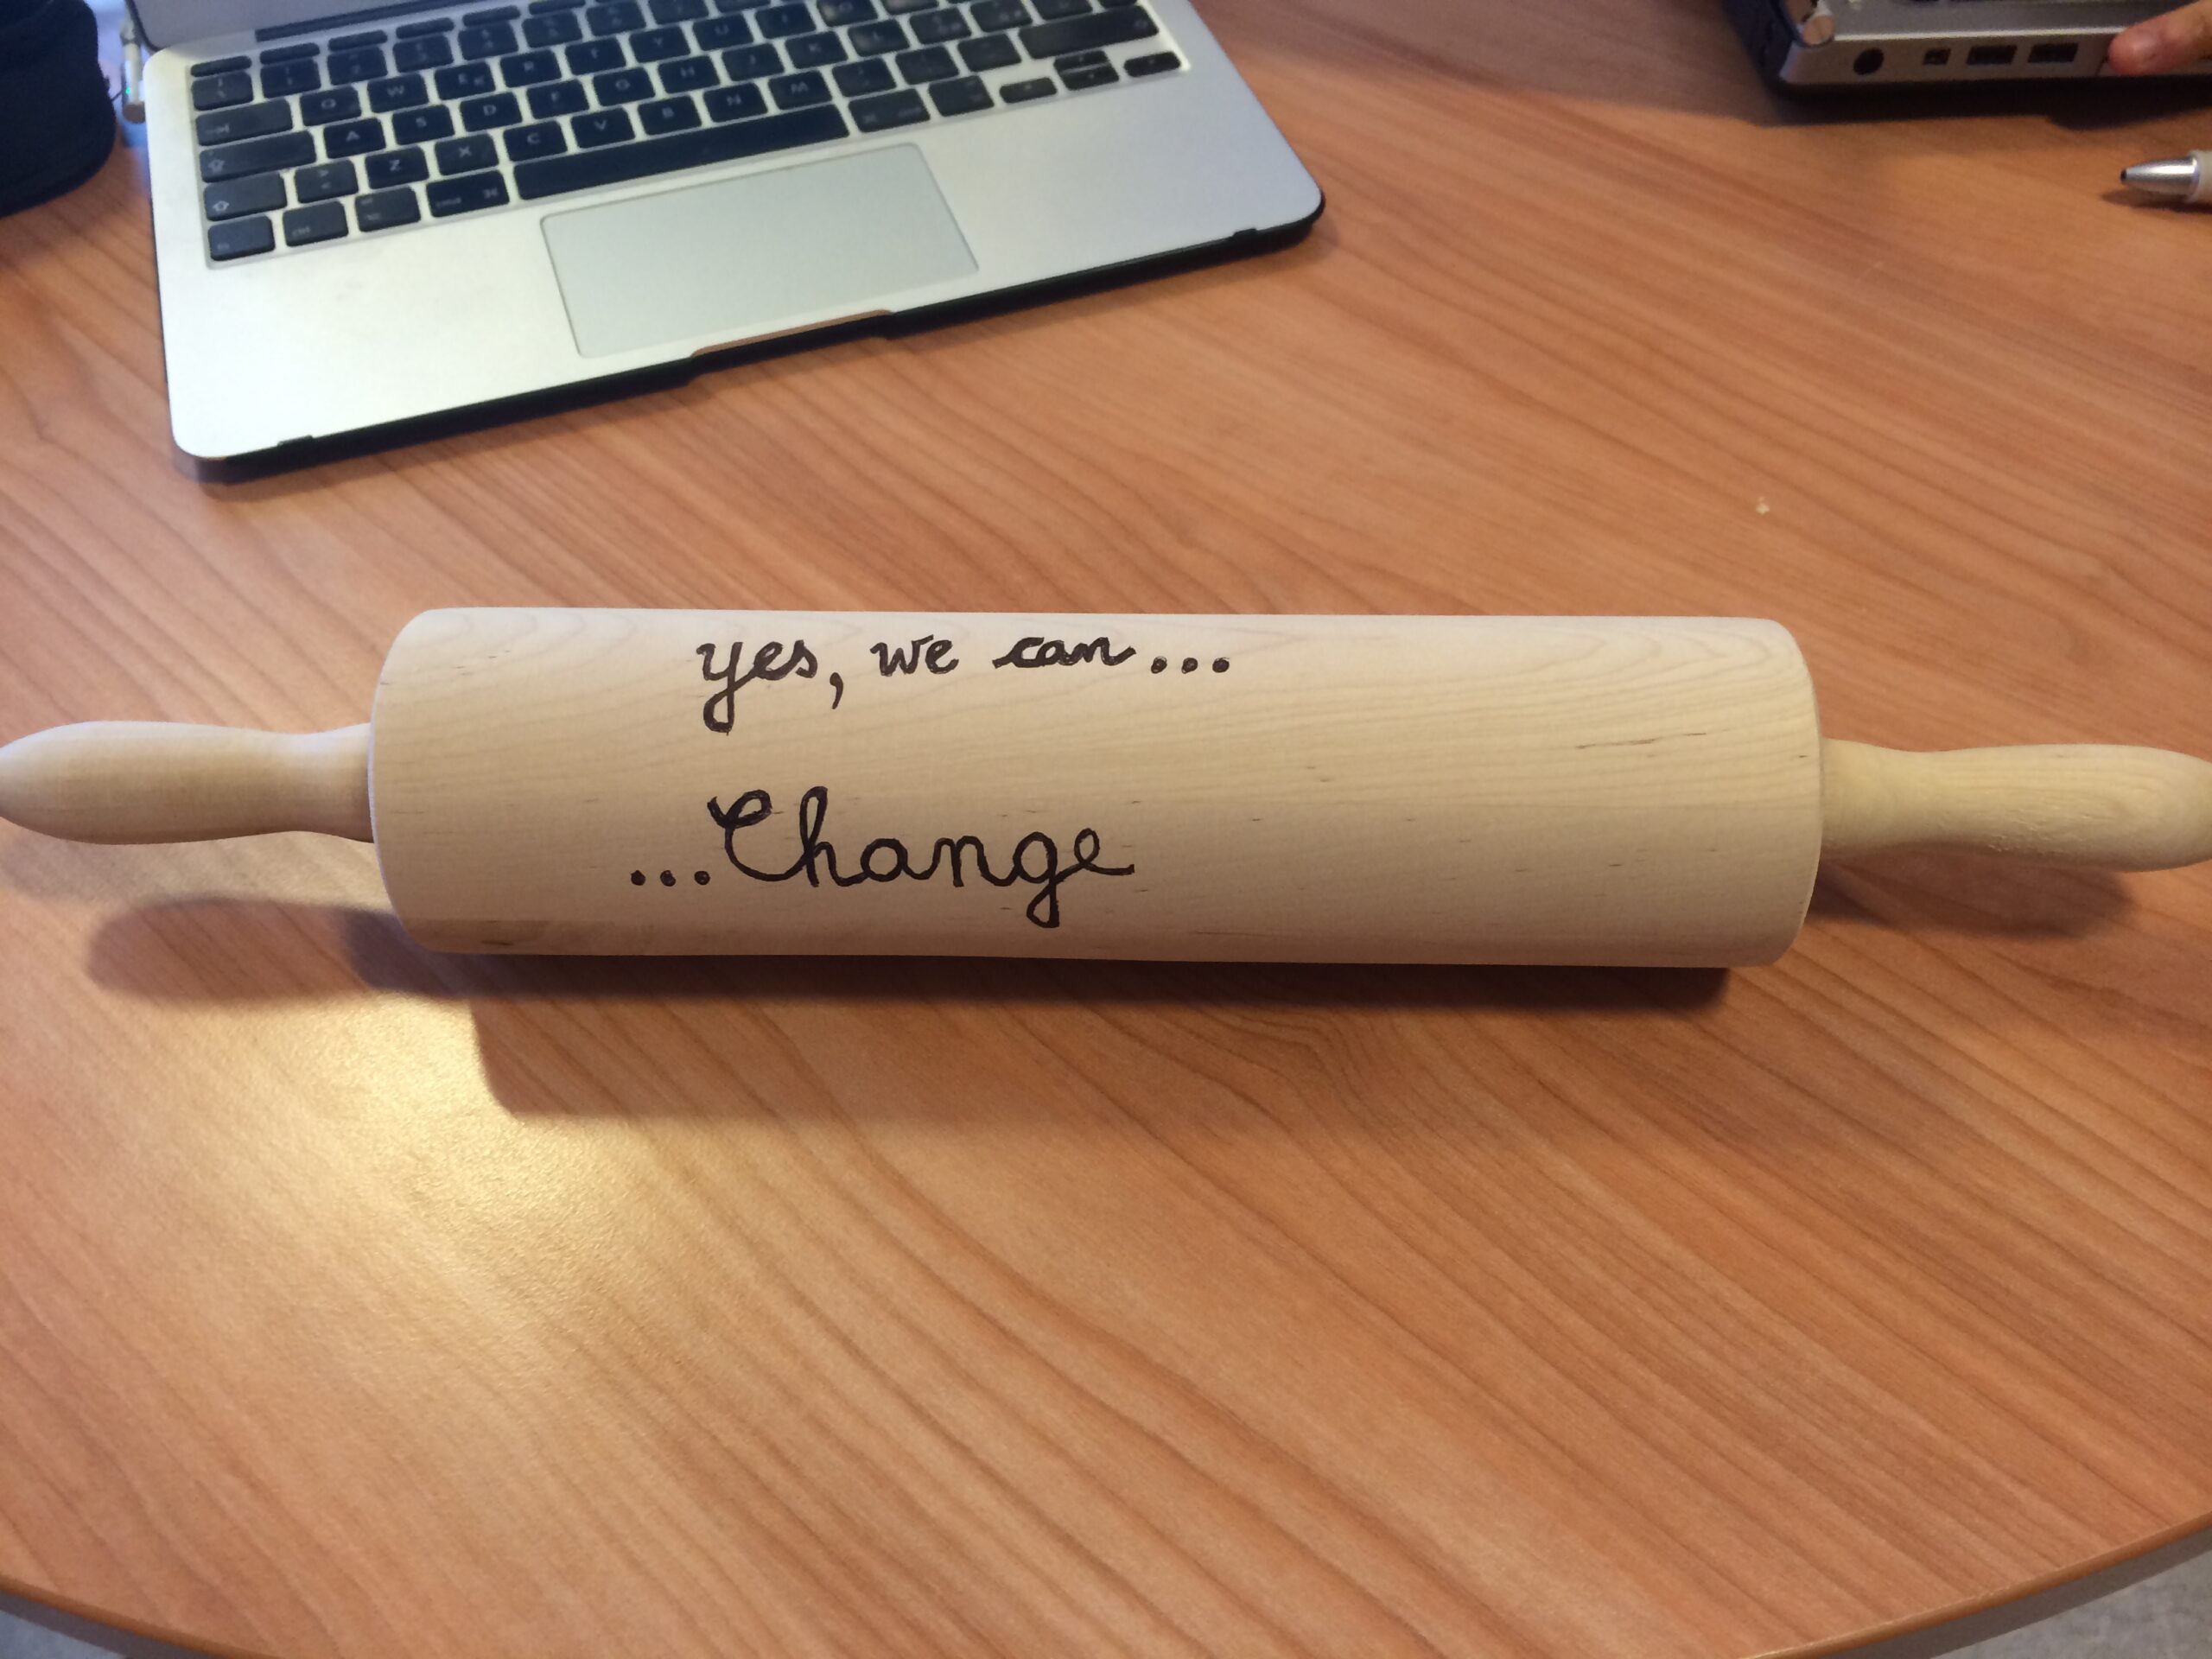 yes, we can...
...Change
Q W E R T Y U I
A S D F G H J K L
Z X C V B N M